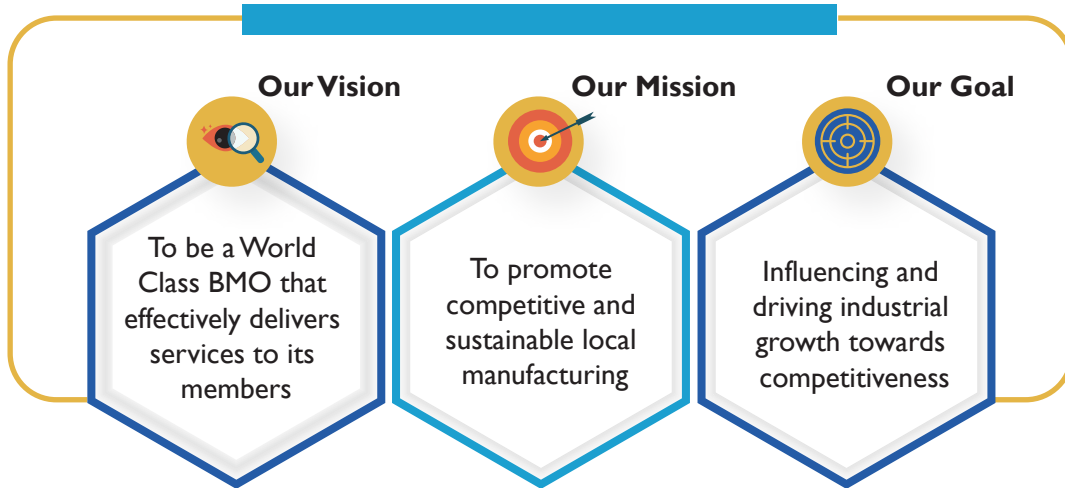 Our Vision
To be a World
Class BMO that
effectively delivers
services to its
members
Our Mission
To promote
competitive and
sustainable local
manufacturing
Our Goal
Influencing and
driving industrial
growth towards
competitiveness